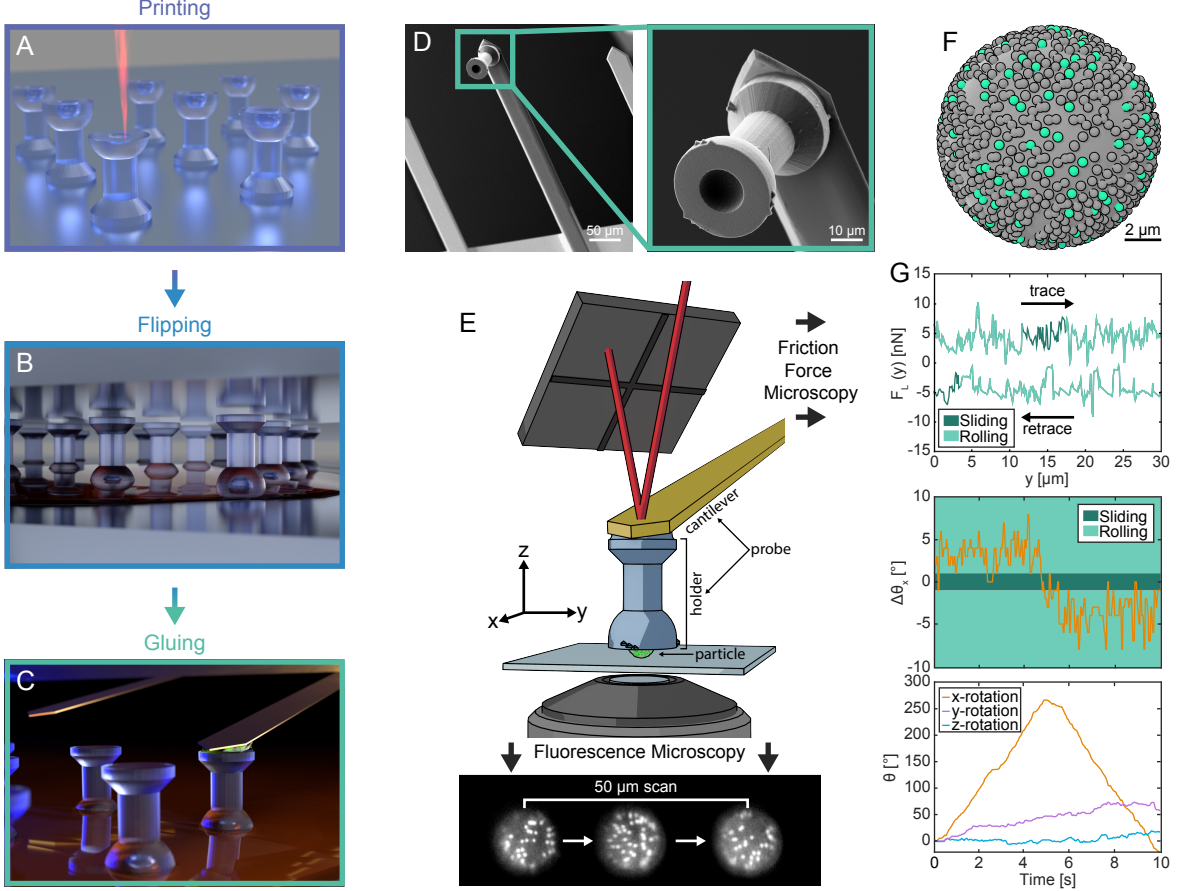 Printing
A
Flipping
B
Gluing
C
D
50 μm
10 μm
E
Friction
Force
Microscopy
cantilever
probe
holder
z
y
x
particle
Fluorescence Microscopy
50 μm scan
F
2 μm
G
15
10
5
0
-5
-10
-15
F_L (y) [nN]
trace
retrace
Sliding
Rolling
0 5 10 15 20 25 30
y [μm]
10
5
0
-5
-10
Δθₓ [°]
Sliding
Rolling
300
250
200
150
100
50
0
θ [°]
x-rotation
y-rotation
z-rotation
0 2 4 6 8 10
Time [s]